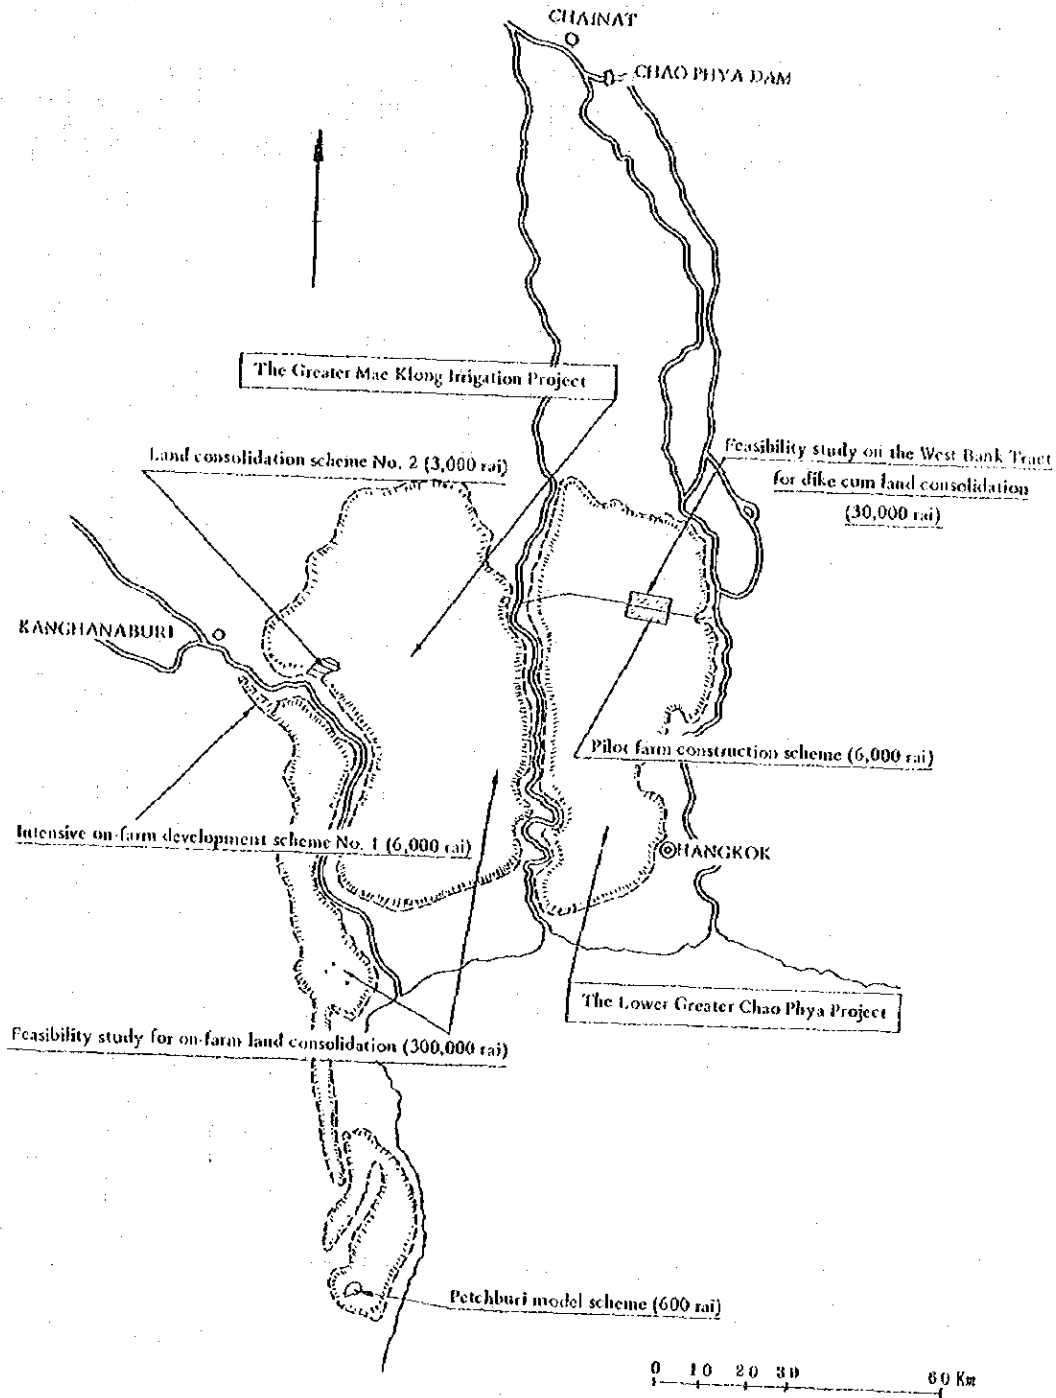 CHAINAT
CHAO PHYA DAM
The Greater Mae Klong Irrigation Project
Land consolidation scheme No. 2 (3,000 rai)
Feasibility study on the West Bank Tract
for dike cum land consolidation
(30,000 rai)
KANGHANABURI
Pilot farm construction scheme (6,000 rai)
Intensive on-farm development scheme No. 1 (6,000 rai)
HANGKOK
The Lower Greater Chao Phya Project
Feasibility study for on-farm land consolidation (300,000 rai)
Petchburi model scheme (600 rai)
0 10 20 30 60 Km